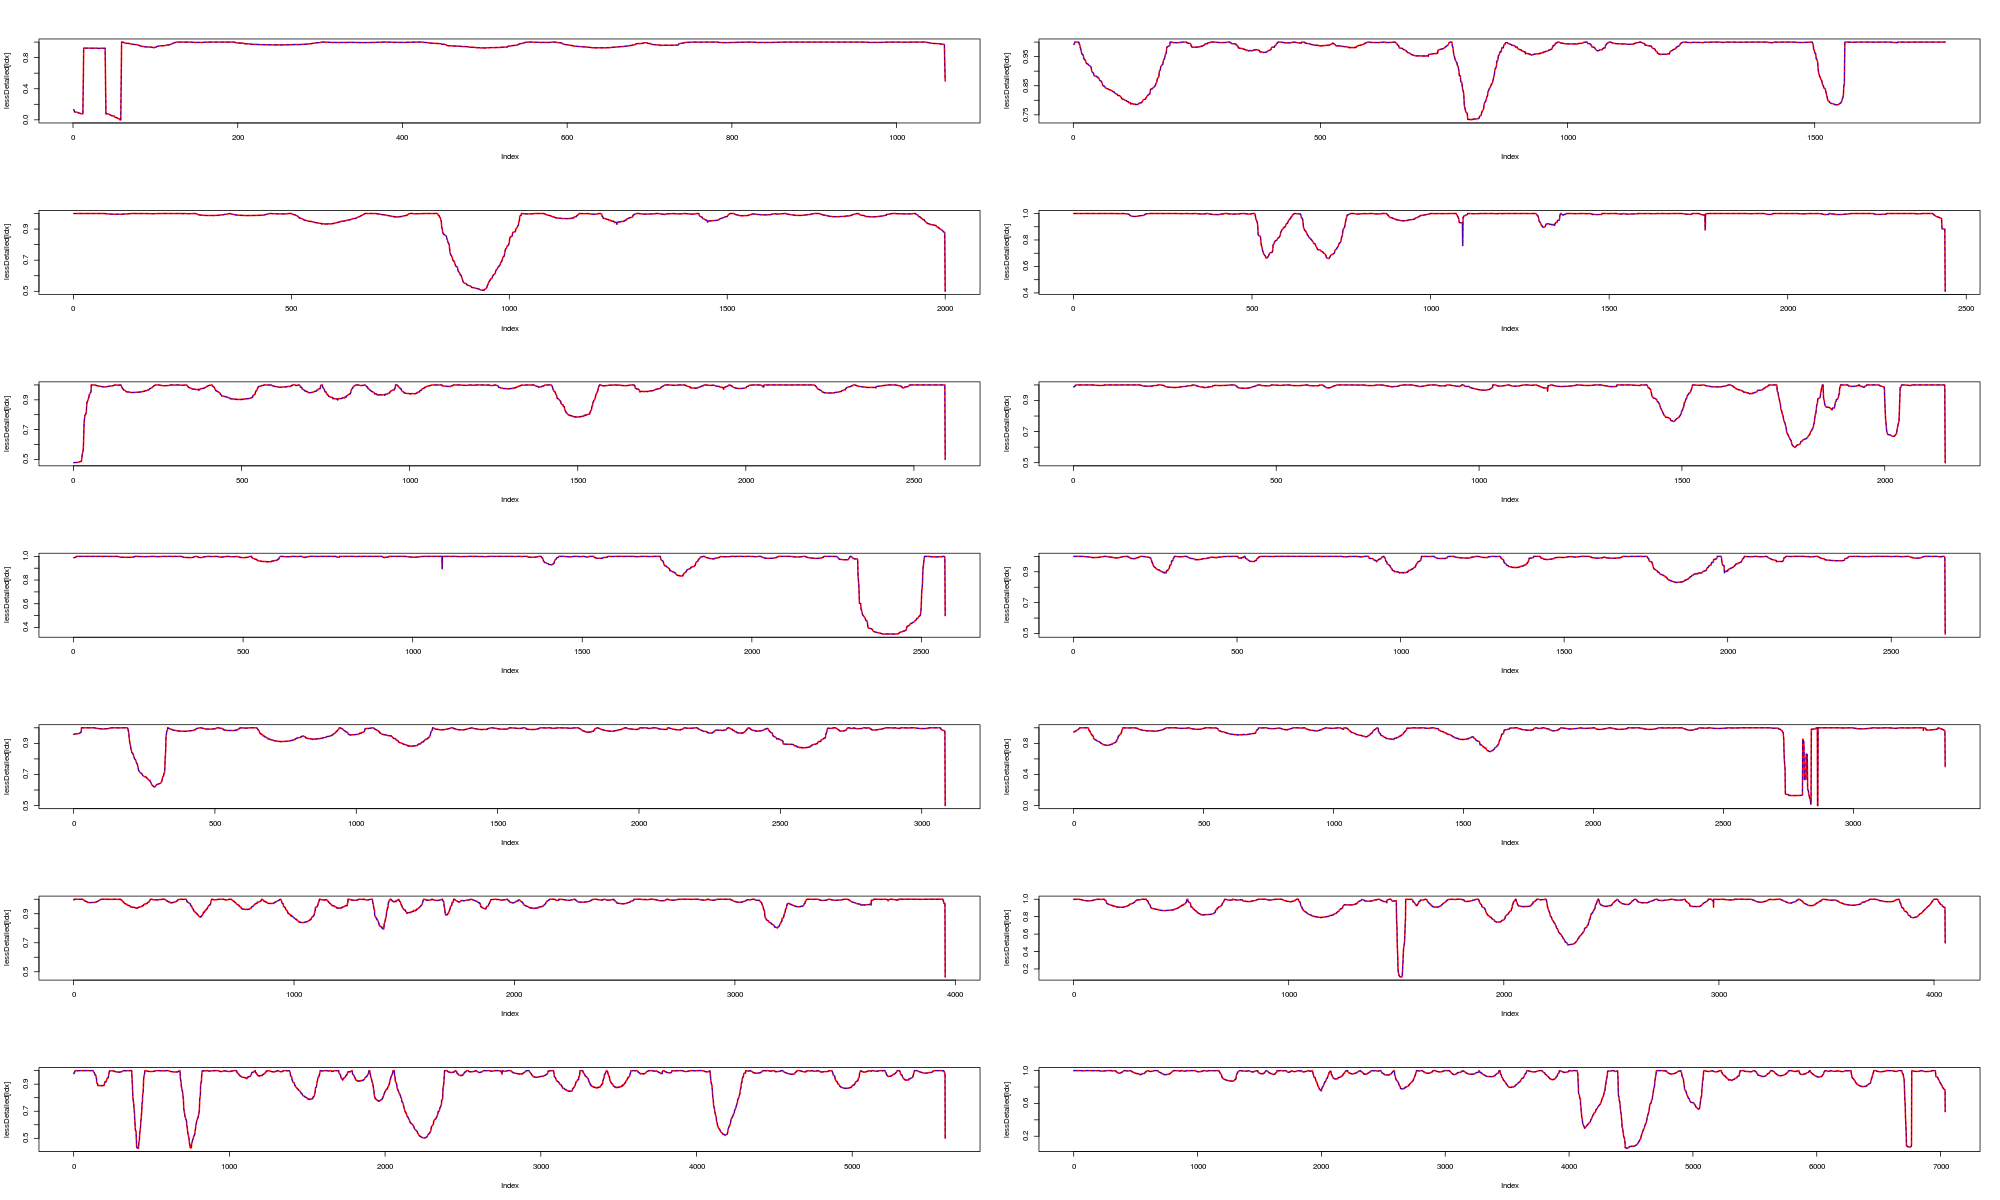 lessDetailed[idx]
0.0 0.4 0.8
0 200 400 600 800 1000
Index
lessDetailed[idx]
0.75 0.85 0.95
0 500 1000 1500
Index
lessDetailed[idx]
0.5 0.7 0.9
0 500 1000 1500 2000
Index
lessDetailed[idx]
0.4 0.6 0.8 1.0
0 500 1000 1500 2000 2500
Index
lessDetailed[idx]
0.5 0.7 0.9
0 500 1000 1500 2000 2500
Index
lessDetailed[idx]
0.5 0.7 0.9
0 500 1000 1500 2000
Index
lessDetailed[idx]
0.4 0.6 0.8 1.0
0 500 1000 1500 2000 2500
Index
lessDetailed[idx]
0.5 0.7 0.9
0 500 1000 1500 2000 2500
Index
lessDetailed[idx]
0.5 0.7 0.9
0 500 1000 1500 2000 2500 3000
Index
lessDetailed[idx]
0.0 0.4 0.8
0 500 1000 1500 2000 2500 3000
Index
lessDetailed[idx]
0.5 0.7 0.9
0 1000 2000 3000 4000
Index
lessDetailed[idx]
0.2 0.4 0.6 0.8 1.0
0 1000 2000 3000 4000
Index
lessDetailed[idx]
0.5 0.7 0.9
0 1000 2000 3000 4000 5000
Index
lessDetailed[idx]
0.2 0.6 1.0
0 1000 2000 3000 4000 5000 6000 7000
Index